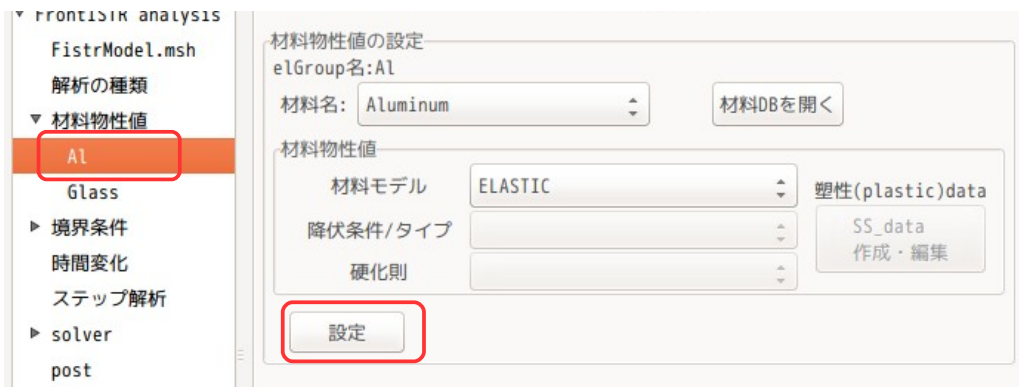 FrontISTR analysis
FistrModel.msh
解析の種類
材料物性値
Al
Glass
境界条件
時間変化
ステップ解析
solver
post
材料物性値の設定
elGroup名:Al
材料名: Aluminum 材料DBを開く
材料物性値
材料モデル ELASTIC 塑性(plastic)data
降伏条件/タイプ SS_data
作成・編集
硬化則
設定